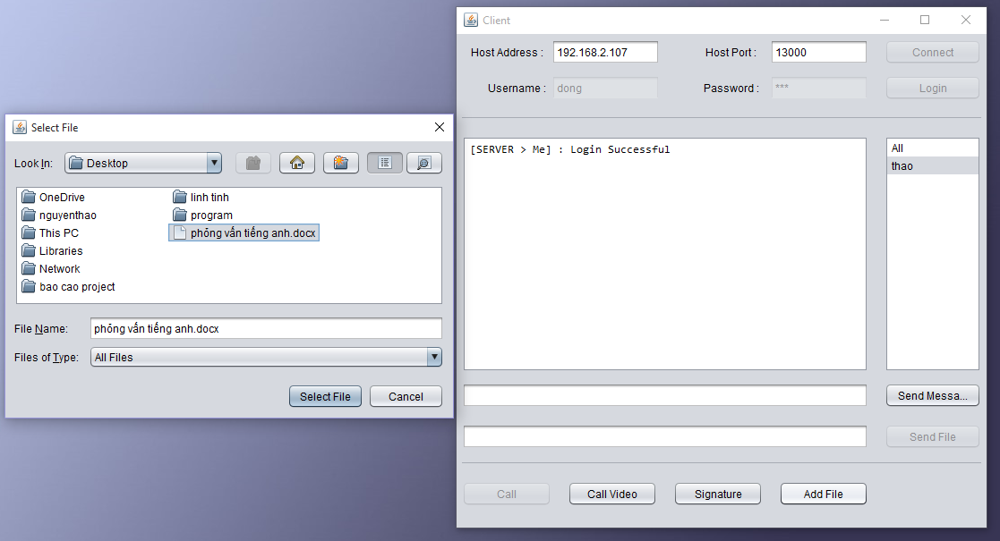 Select File
Look In:
Desktop
OneDrive
nguyenthao
This PC
Libraries
Network
bao cao project
linh tinh
program
phỏng vấn tiếng anh.docx
File Name:
phỏng vấn tiếng anh.docx
Files of Type:
All Files
Select File
Cancel
Client
Host Address :
192.168.2.107
Host Port :
13000
Connect
Username :
dong
Password :
***
Login
[SERVER > Me] : Login Successful
All
thao
Send Messa...
Send File
Call
Call Video
Signature
Add File